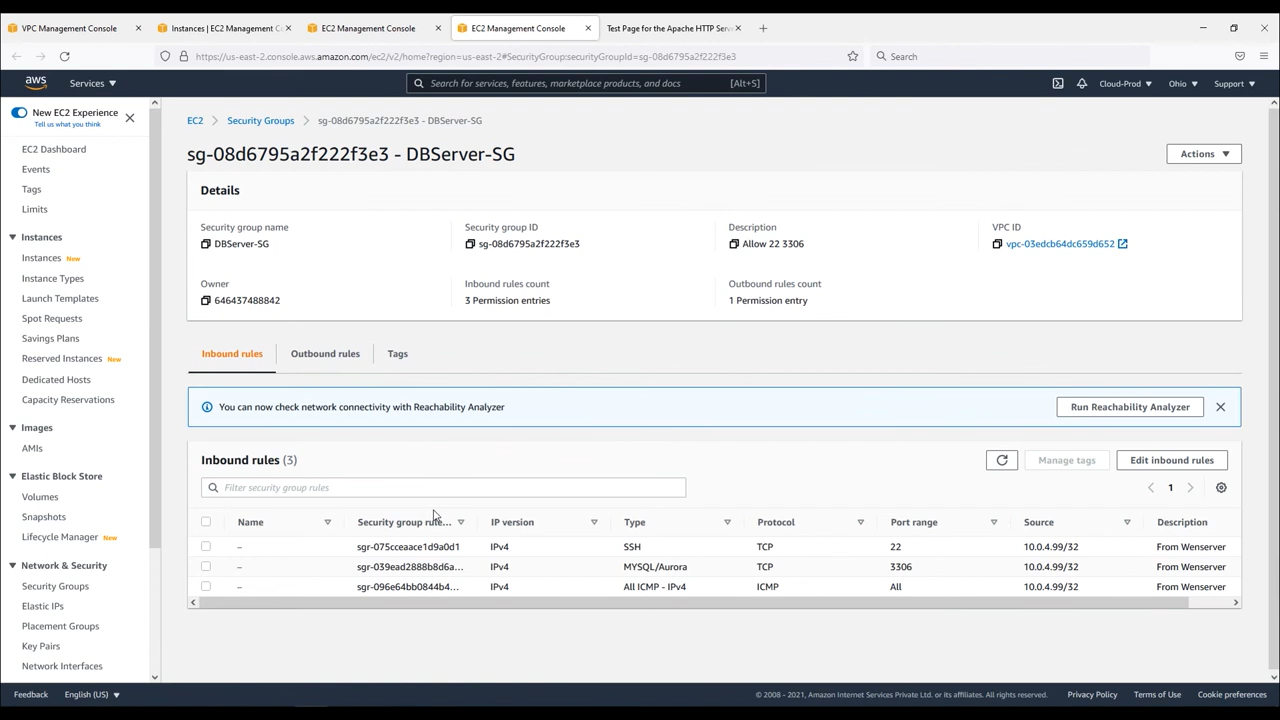 VPC Management Console
Instances | EC2 Management Co
EC2 Management Console
EC2 Management Console
Test Page for the Apache HTTP Serv
https://us-east-2.console.aws.amazon.com/ec2/v2/home?region=us-east-2#SecurityGroup:securityGroupId=sg-08d6795a2f222f3e3
Search
aws
Services
Search for services, features, marketplace products, and docs
[Alt+S]
Cloud-Prod
Ohio
Support
New EC2 Experience
Tell us what you think
EC2 Dashboard
Events
Tags
Limits
Instances
Instances New
Instance Types
Launch Templates
Spot Requests
Savings Plans
Reserved Instances New
Dedicated Hosts
Capacity Reservations
Images
AMIs
Elastic Block Store
Volumes
Snapshots
Lifecycle Manager New
Network & Security
Security Groups
Elastic IPs
Placement Groups
Key Pairs
Network Interfaces
EC2 > Security Groups > sg-08d6795a2f222f3e3 - DBServer-SG
sg-08d6795a2f222f3e3 - DBServer-SG
Actions
Details
Security group name
DBServer-SG
Security group ID
sg-08d6795a2f222f3e3
Description
Allow 22 3306
VPC ID
vpc-03edcb64dc659d652
Owner
646437488842
Inbound rules count
3 Permission entries
Outbound rules count
1 Permission entry
Inbound rules
Outbound rules
Tags
You can now check network connectivity with Reachability Analyzer
Run Reachability Analyzer
Inbound rules (3)
Manage tags
Edit inbound rules
Filter security group rules
1
Name Security group rule... IP version Type Protocol Port range Source Description
– sgr-075cceaace1d9a0d1 IPv4 SSH TCP 22 10.0.4.99/32 From Wenserver
– sgr-039ead2888b8d6a... IPv4 MYSQL/Aurora TCP 3306 10.0.4.99/32 From Wenserver
– sgr-096e64bb0844b4... IPv4 All ICMP - IPv4 ICMP All 10.0.4.99/32 From Wenserver
Feedback
English (US)
© 2008 - 2021, Amazon Internet Services Private Ltd. or its affiliates. All rights reserved.
Privacy Policy
Terms of Use
Cookie preferences